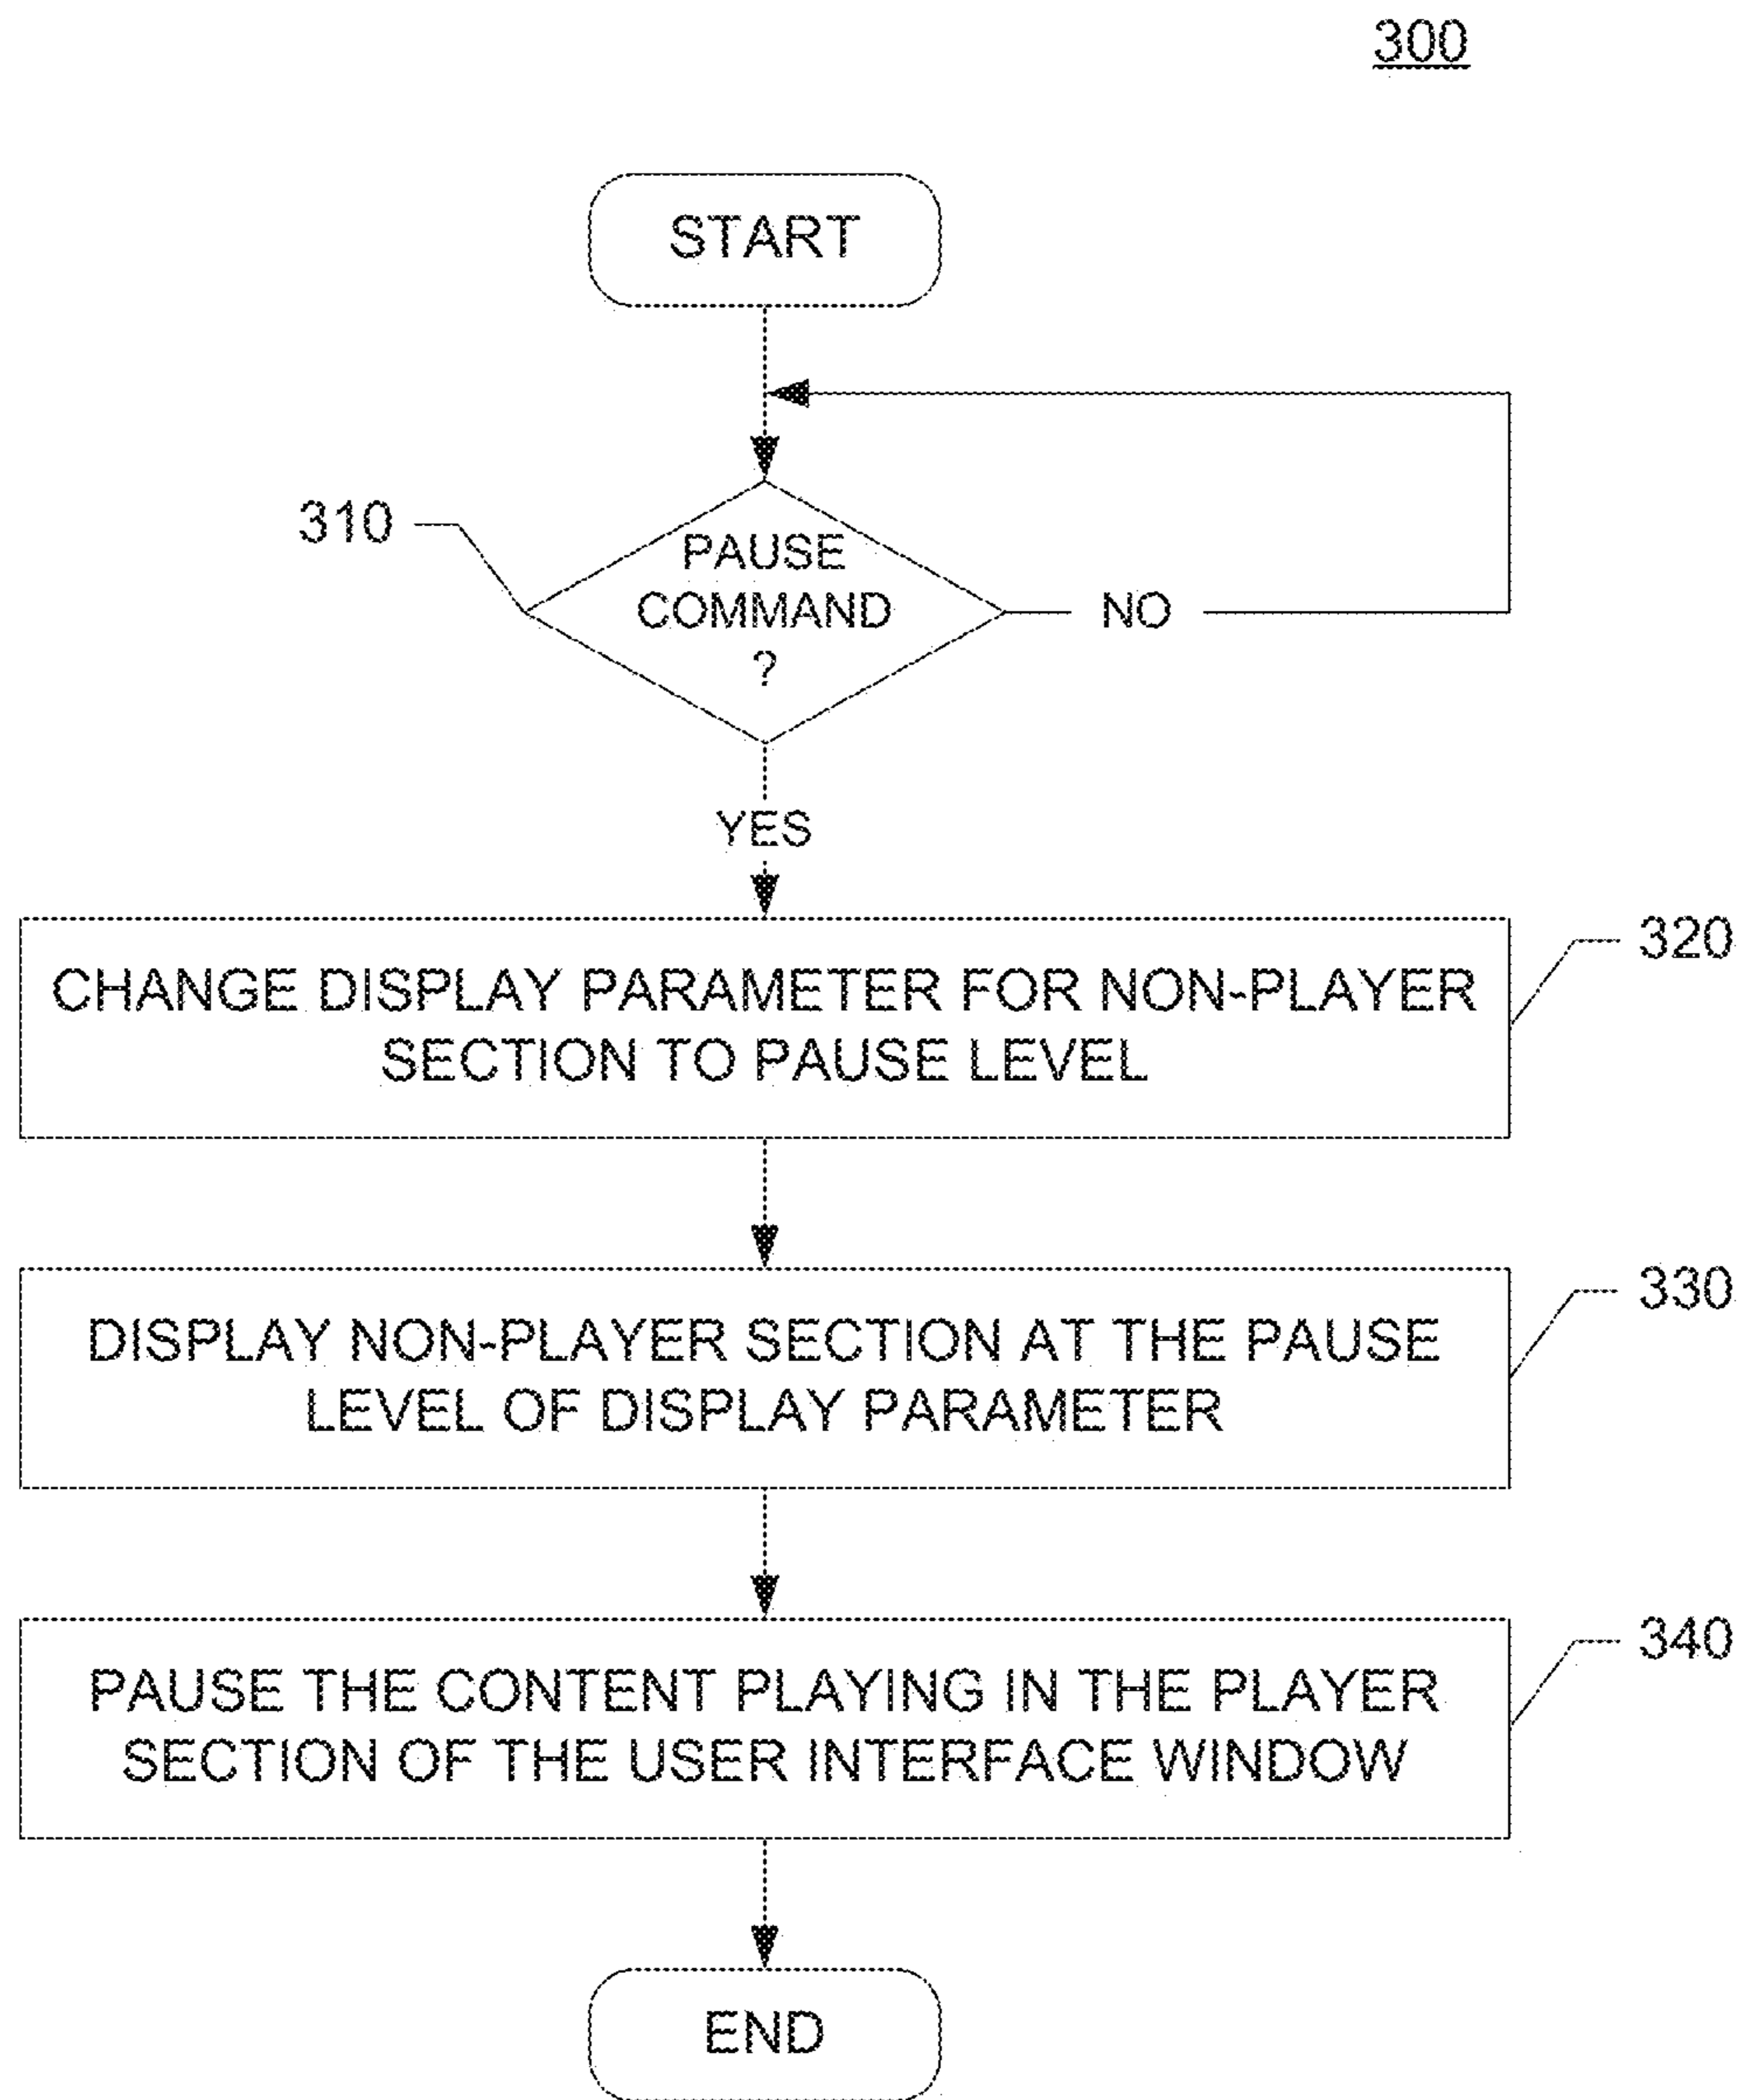 300
START
310
PAUSE
COMMAND
?
NO
YES
320
CHANGE DISPLAY PARAMETER FOR NON-PLAYER
SECTION TO PAUSE LEVEL
330
DISPLAY NON-PLAYER SECTION AT THE PAUSE
LEVEL OF DISPLAY PARAMETER
340
PAUSE THE CONTENT PLAYING IN THE PLAYER
SECTION OF THE USER INTERFACE WINDOW
END